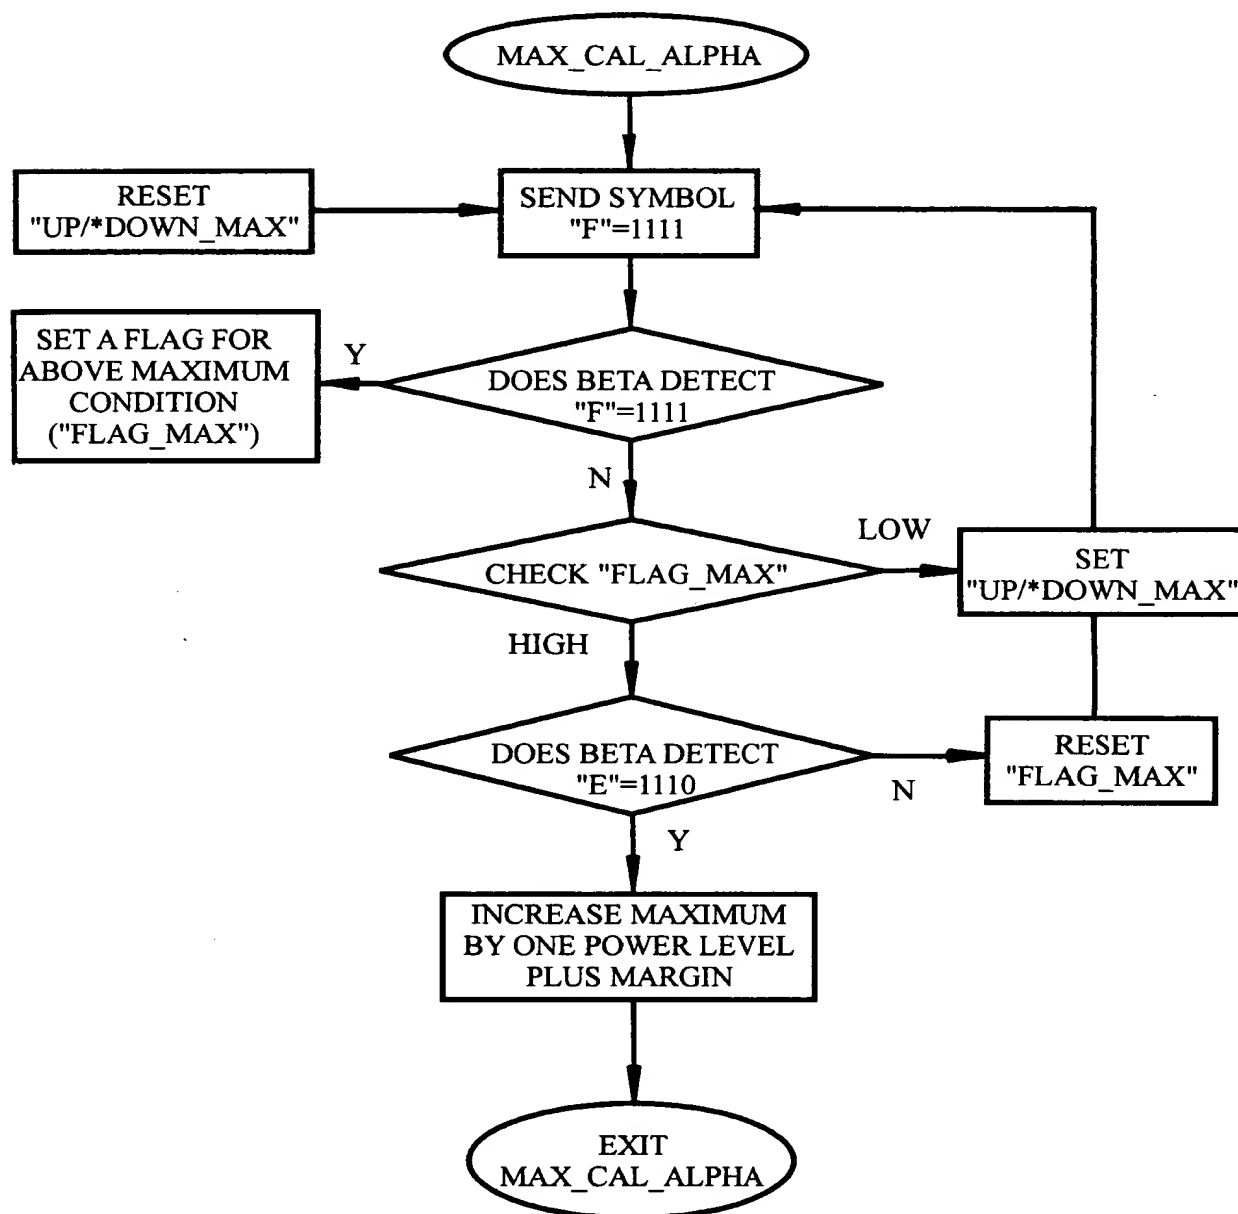 MAX_CAL_ALPHA
RESET
"UP/*DOWN_MAX"
SEND SYMBOL
"F"=1111
SET A FLAG FOR
ABOVE MAXIMUM
CONDITION
("FLAG_MAX")
Y
DOES BETA DETECT
"F"=1111
N
CHECK "FLAG_MAX"
LOW
SET
"UP/*DOWN_MAX"
HIGH
DOES BETA DETECT
"E"=1110
N
RESET
"FLAG_MAX"
Y
INCREASE MAXIMUM
BY ONE POWER LEVEL
PLUS MARGIN
EXIT
MAX_CAL_ALPHA